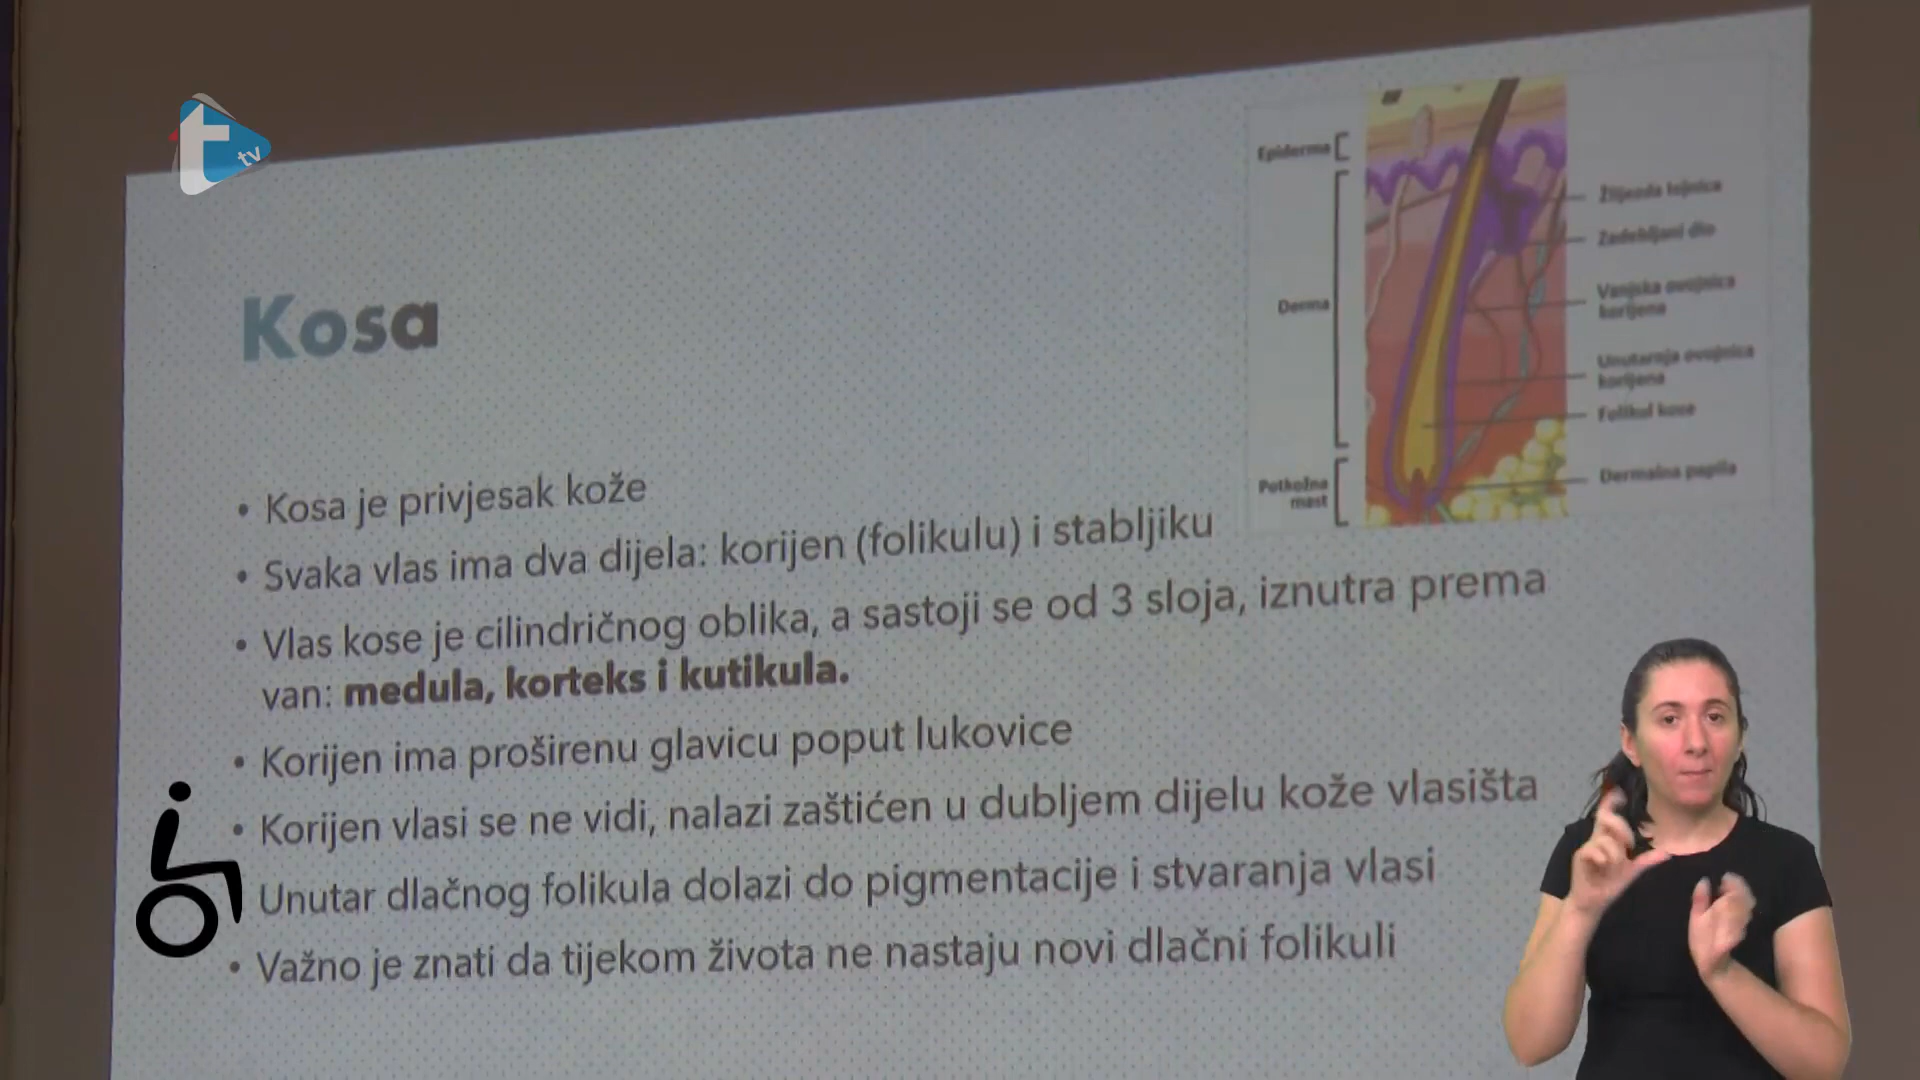 t tv
Kosa
• Kosa je privjesak kože
• Svaka vlas ima dva dijela: korijen (folikulu) i stabljiku
• Vlas kose je cilindričnog oblika, a sastoji se od 3 sloja, iznutra prema
van: medula, korteks i kutikula.
• Korijen ima proširenu glavicu poput lukovice
• Korijen vlasi se ne vidi, nalazi zaštićen u dubljem dijelu kože vlasišta
Unutar dlačnog folikula dolazi do pigmentacije i stvaranja vlasi
• Važno je znati da tijekom života ne nastaju novi dlačni folikuli
Epiderma
Derma
Potkožna
mast
Žlijezda lojnica
Zadebljani dio
Vanjska ovojnica
korijena
Unutarnja ovojnica
korijena
Folikul kose
Dermalna papila